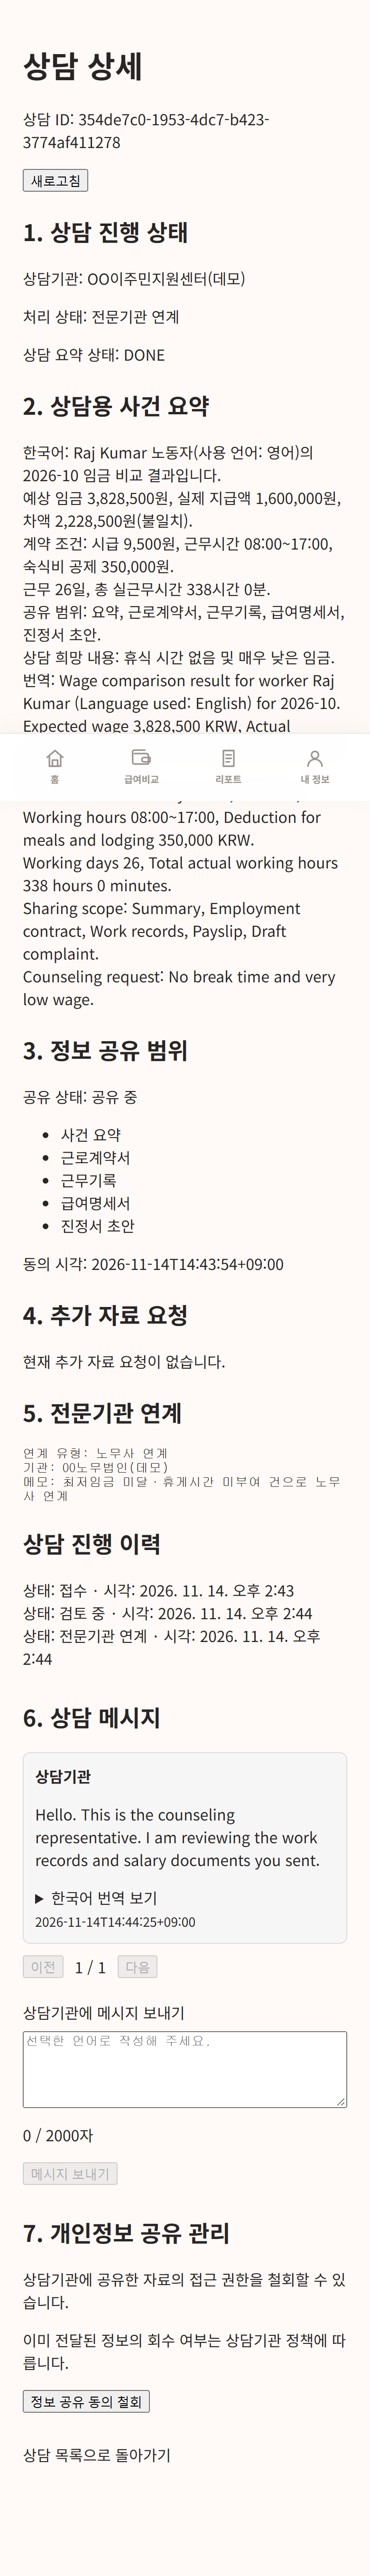 상담 상세
상담 ID: 354de7c0-1953-4dc7-b423-
3774af411278
새로고침
1. 상담 진행 상태
상담기관: OO이주민지원센터(데모)
처리 상태: 전문기관 연계
상담 요약 상태: DONE
2. 상담용 사건 요약
한국어: Raj Kumar 노동자(사용 언어: 영어)의
2026-10 임금 비교 결과입니다.
예상 임금 3,828,500원, 실제 지급액 1,600,000원,
차액 2,228,500원(불일치).
계약 조건: 시급 9,500원, 근무시간 08:00~17:00,
숙식비 공제 350,000원.
근무 26일, 총 실근무시간 338시간 0분.
공유 범위: 요약, 근로계약서, 근무기록, 급여명세서,
진정서 초안.
상담 희망 내용: 휴식 시간 없음 및 매우 낮은 임금.
번역: Wage comparison result for worker Raj
Kumar (Language used: English) for 2026-10.
Expected wage 3,828,500 KRW, Actual
홈
급여비교
리포트
내 정보
Working hours 08:00~17:00, Deduction for
meals and lodging 350,000 KRW.
Working days 26, Total actual working hours
338 hours 0 minutes.
Sharing scope: Summary, Employment
contract, Work records, Payslip, Draft
complaint.
Counseling request: No break time and very
low wage.
3. 정보 공유 범위
공유 상태: 공유 중
• 사건 요약
• 근로계약서
• 근무기록
• 급여명세서
• 진정서 초안
동의 시각: 2026-11-14T14:43:54+09:00
4. 추가 자료 요청
현재 추가 자료 요청이 없습니다.
5. 전문기관 연계
연계 유형: 노무사 연계
기관: OO노무법인(데모)
메모: 최저임금 미달·휴게시간 미부여 건으로 노무
사 연계
상담 진행 이력
상태: 접수 · 시각: 2026. 11. 14. 오후 2:43
상태: 검토 중 · 시각: 2026. 11. 14. 오후 2:44
상태: 전문기관 연계 · 시각: 2026. 11. 14. 오후
2:44
6. 상담 메시지
상담기관
Hello. This is the counseling
representative. I am reviewing the work
records and salary documents you sent.
▶ 한국어 번역 보기
2026-11-14T14:44:25+09:00
이전 1 / 1 다음
상담기관에 메시지 보내기
선택한 언어로 작성해 주세요.
0 / 2000자
메시지 보내기
7. 개인정보 공유 관리
상담기관에 공유한 자료의 접근 권한을 철회할 수 있
습니다.
이미 전달된 정보의 회수 여부는 상담기관 정책에 따
릅니다.
정보 공유 동의 철회
상담 목록으로 돌아가기